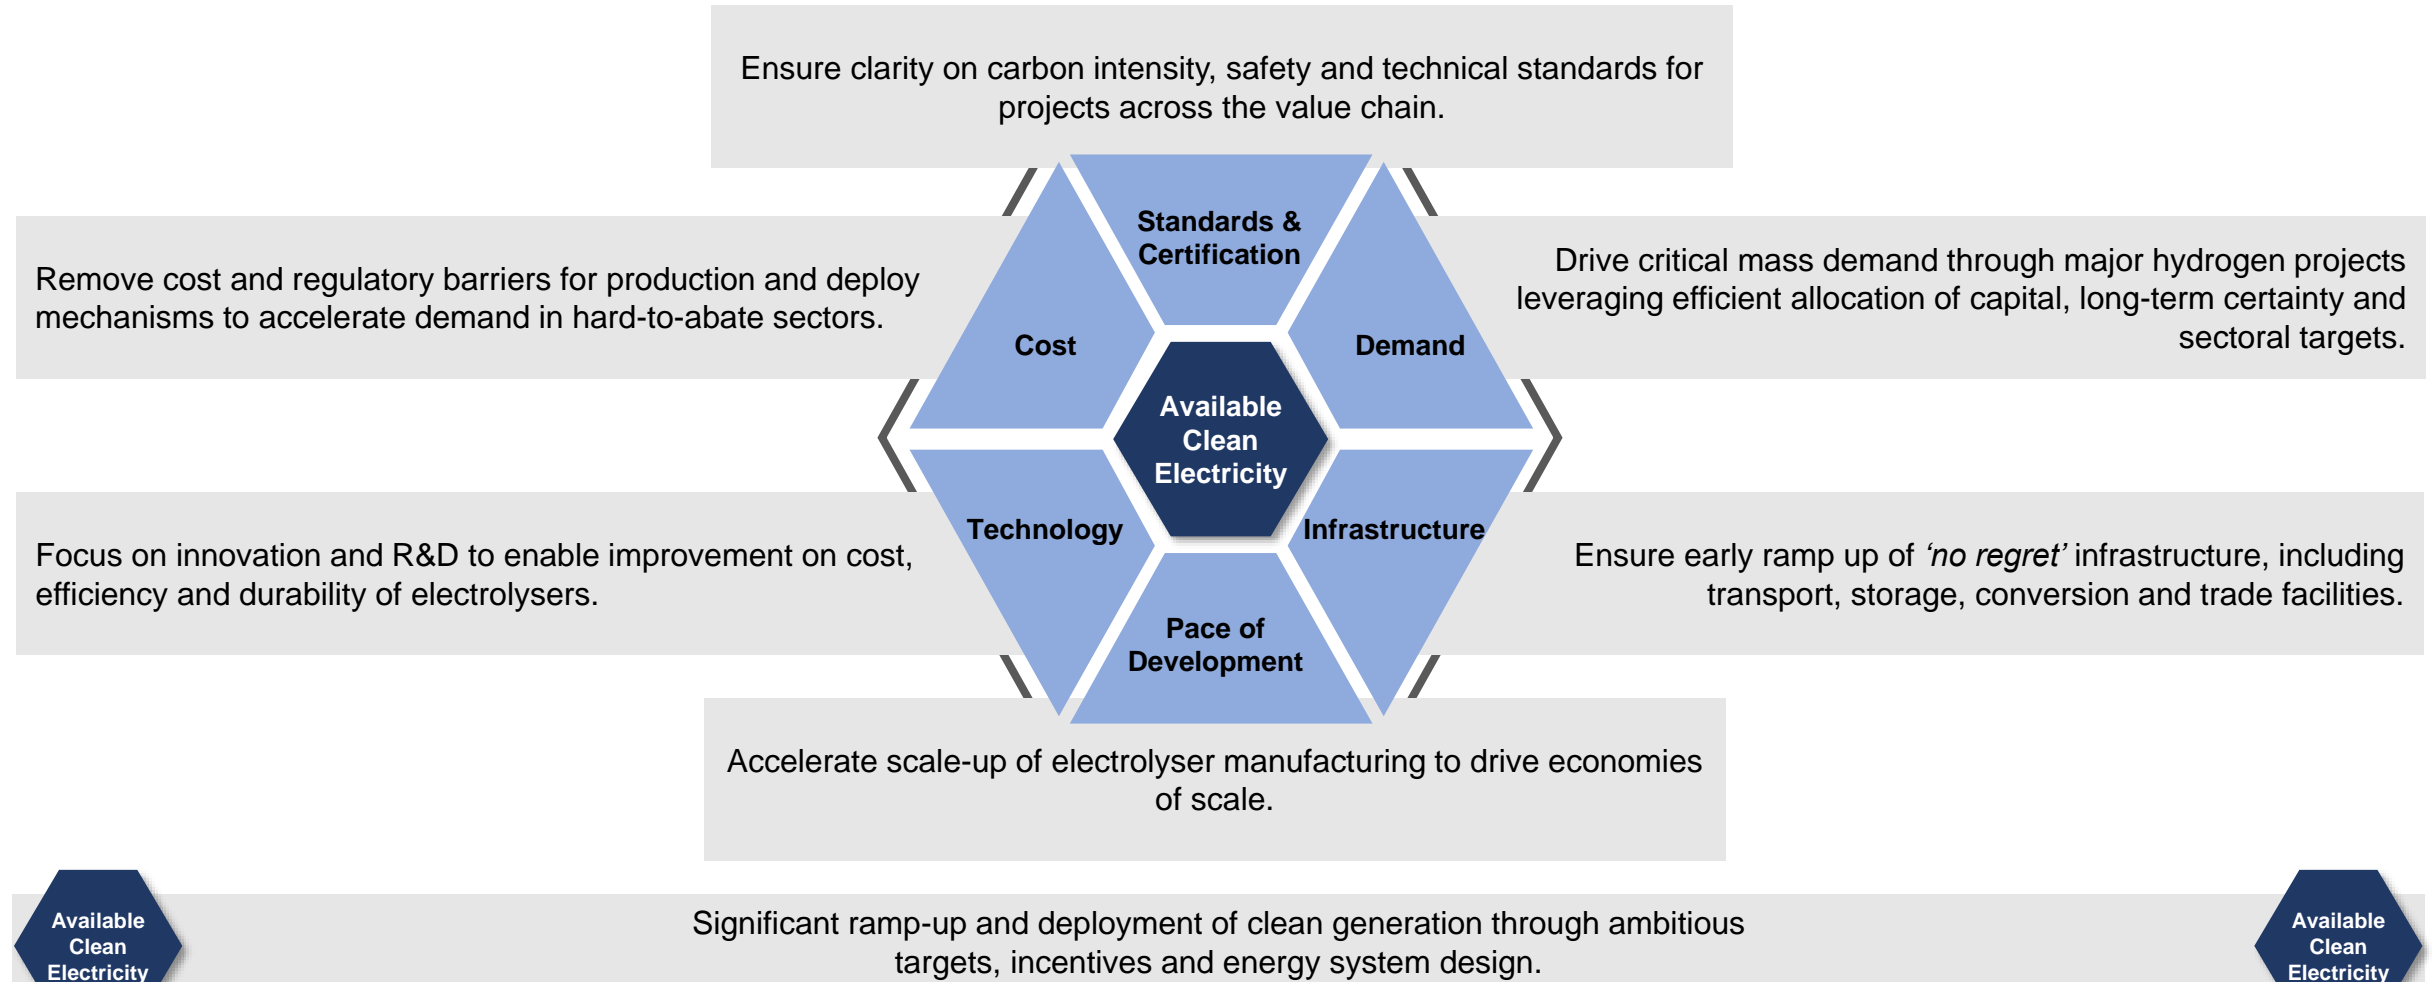 Ensure clarity on carbon intensity, safety and technical standards for
projects across the value chain.
Standards &
Certification
Remove cost and regulatory barriers for production and deploy
mechanisms to accelerate demand in hard-to-abate sectors.
Cost
Demand
Drive critical mass demand through major hydrogen projects
leveraging efficient allocation of capital, long-term certainty and
sectoral targets.
Available
Clean
Electricity
Focus on innovation and R&D to enable improvement on cost,
efficiency and durability of electrolysers.
Technology
Infrastructure
Ensure early ramp up of ‘no regret’ infrastructure, including
transport, storage, conversion and trade facilities.
Pace of
Development
Accelerate scale-up of electrolyser manufacturing to drive economies
of scale.
Available
Clean
Electricity
Significant ramp-up and deployment of clean generation through ambitious
targets, incentives and energy system design.
Available
Clean
Electricity